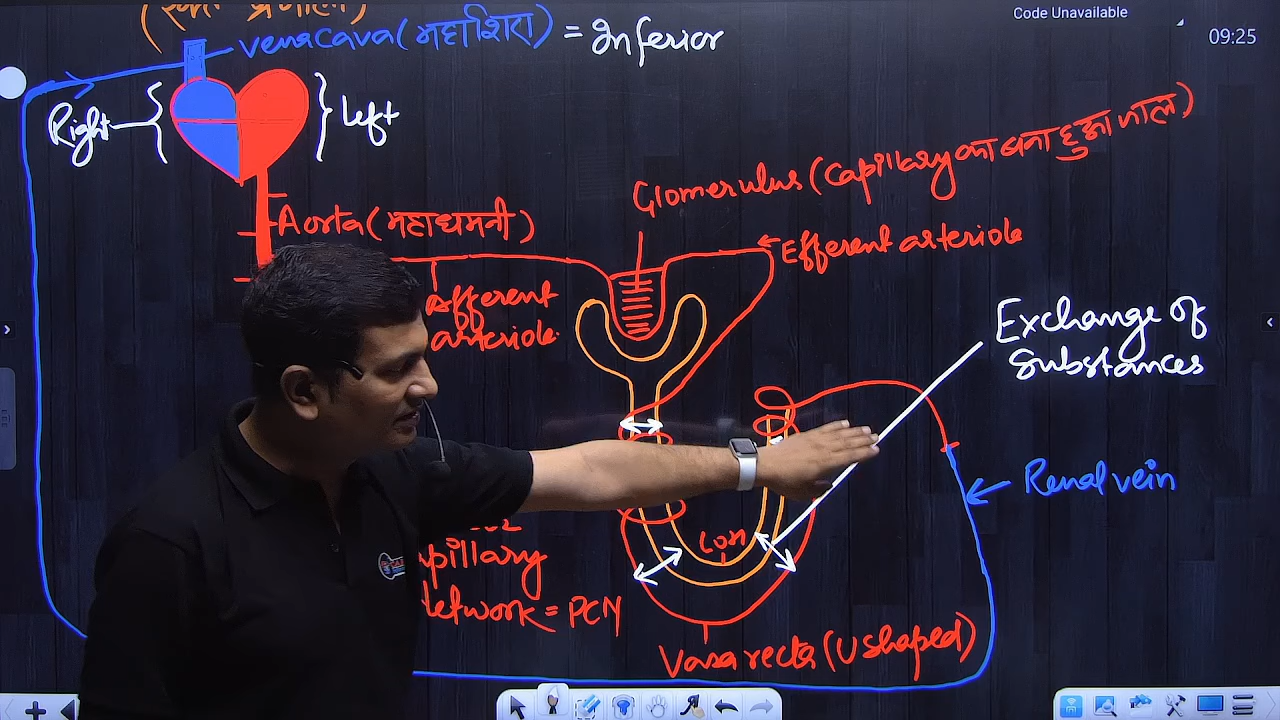 Code Unavailable
09:25
venacava (महाशिरा) = Inferior
Right
left
Glomerulus (Capillary का बना हुआ जाल)
Aorta (महाधमनी)
Efferent arteriole
Afferent
arteriole
Exchange of
Substances
Renal vein
LOH
apillary
Network = PCN
Vasa recta (U shaped)